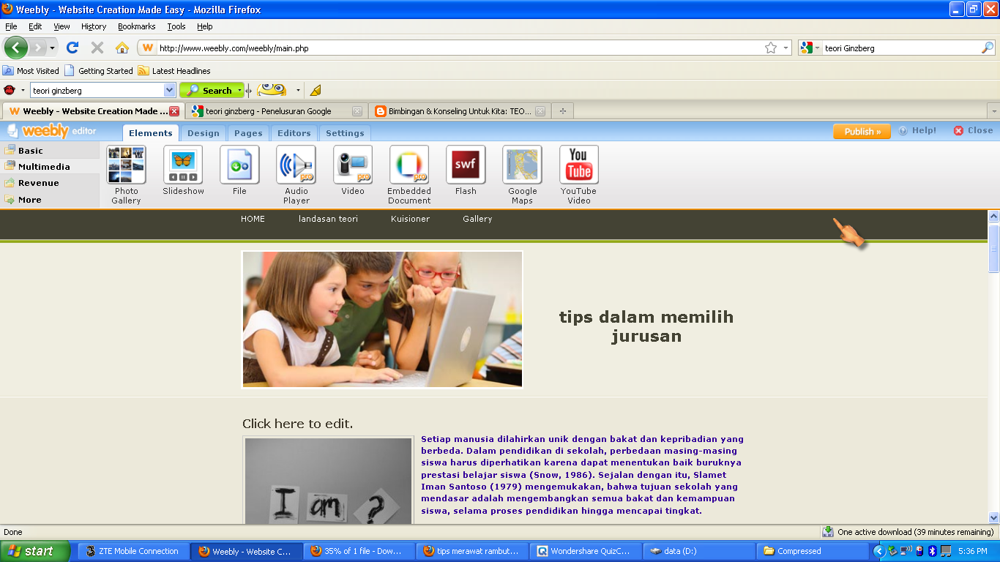 Weebly - Website Creation Made Easy - Mozilla Firefox
File Edit View History Bookmarks Tools Help
W http://www.weebly.com/weebly/main.php teori Ginzberg
Most Visited Getting Started Latest Headlines
teori ginzberg Search
W Weebly - Website Creation Made ... teori ginzberg - Penelusuran Google Bimbingan & Konseling Untuk Kita: TEO...
weebly editor Elements Design Pages Editors Settings Publish » Help! Close
Basic
Multimedia
Revenue
More
pro pro pro swf You Tube
Photo Gallery
Slideshow
File
Audio Player
Video
Embedded Document
Flash
Google Maps
YouTube Video
HOME landasan teori Kuisioner Gallery
tips dalam memilih
jurusan
Click here to edit.
I am ?
Setiap manusia dilahirkan unik dengan bakat dan kepribadian yang
berbeda. Dalam pendidikan di sekolah, perbedaan masing-masing
siswa harus diperhatikan karena dapat menentukan baik buruknya
prestasi belajar siswa (Snow, 1986). Sejalan dengan itu, Slamet
Iman Santoso (1979) mengemukakan, bahwa tujuan sekolah yang
mendasar adalah mengembangkan semua bakat dan kemampuan
siswa, selama proses pendidikan hingga mencapai tingkat.
Done One active download (39 minutes remaining)
start ZTE Mobile Connection Weebly - Website C... 35% of 1 file - Dow... tips merawat rambut... Wondershare QuizC... data (D:) Compressed 5:36 PM